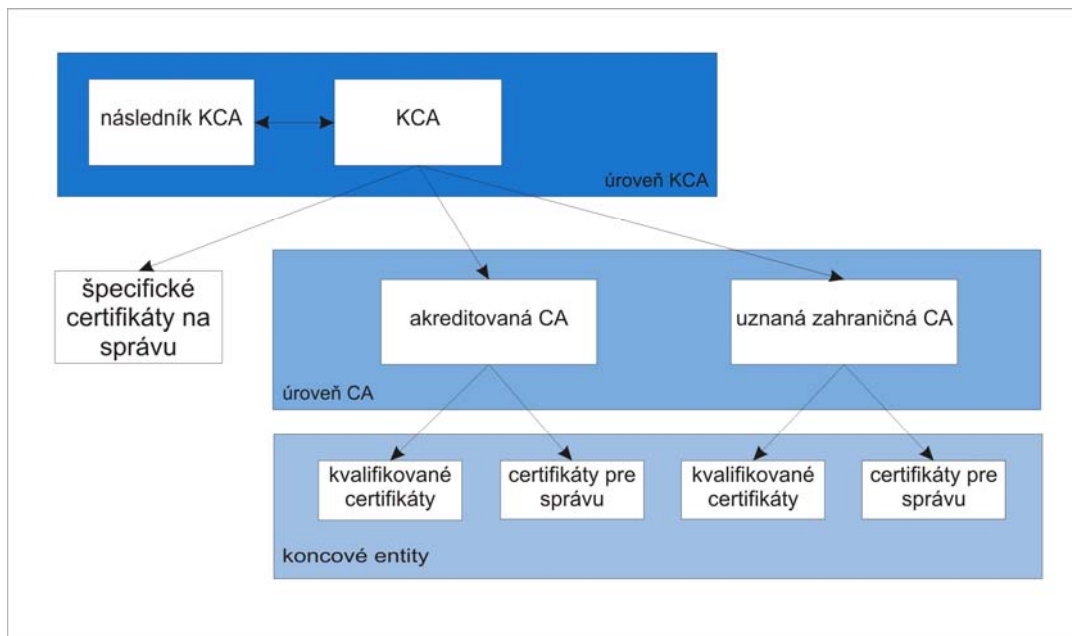 následník KCA
KCA
úroveň KCA
špecifické
certifikáty na
správu
akreditovaná CA
uznaná zahraničná CA
úroveň CA
kvalifikované
certifikáty
certifikáty pre
správu
kvalifikované
certifikáty
certifikáty pre
správu
koncové entity